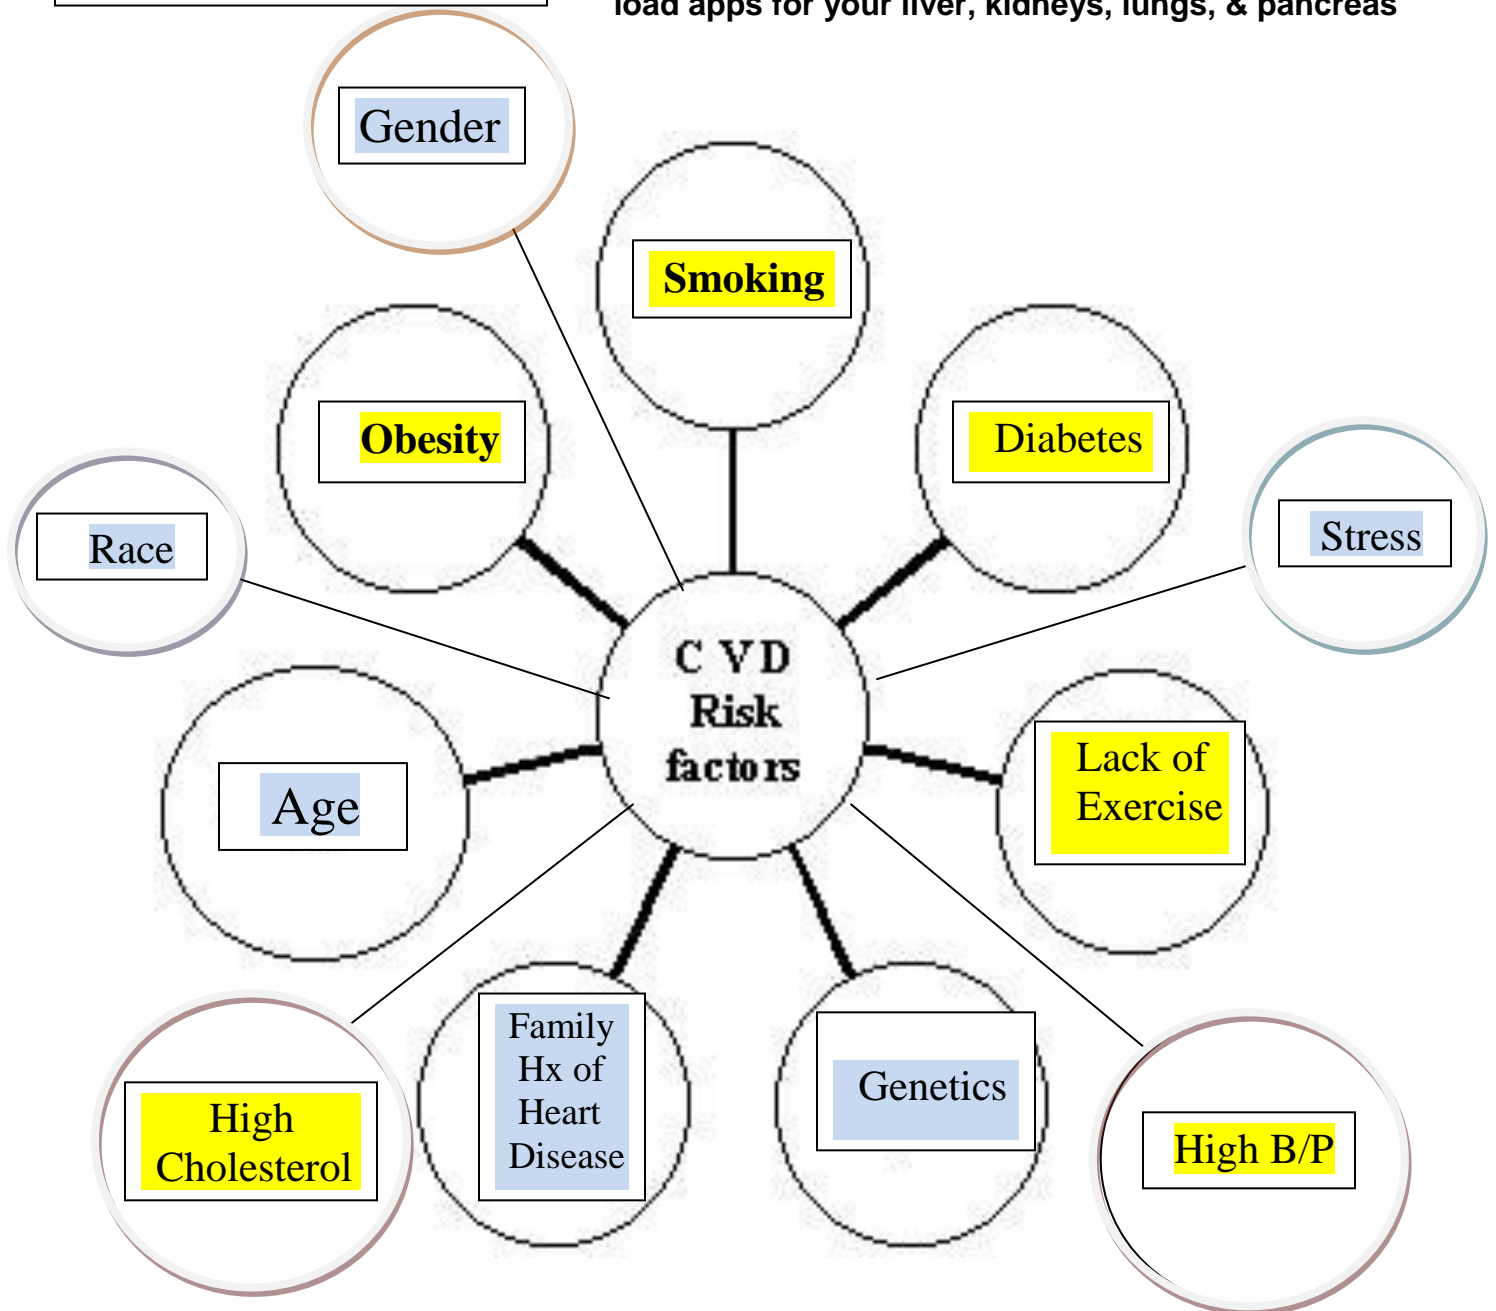 load apps for your liver, kidneys, lungs, & pancreas
Gender
Smoking
Obesity
Diabetes
Race
Stress
C V D
Risk
factors
Lack of
Exercise
Age
Family
Hx of
Heart
Disease
Genetics
High
Cholesterol
High B/P